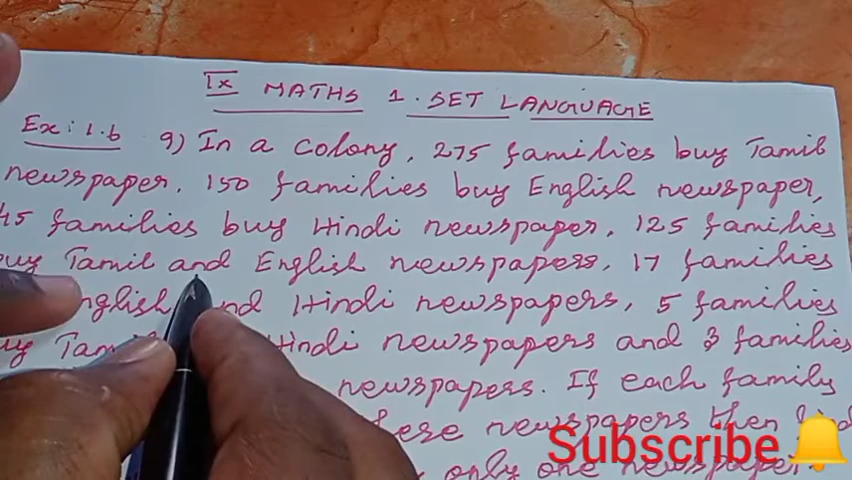 IX MATHS 1. SET LANGUAGE
Ex: 1.6 9) In a colony, 275 families buy Tamil
newspaper, 150 families buy English newspaper,
45 families buy Hindi newspaper, 125 families
buy Tamil and English newspapers, 17 families
English and Hindi newspapers, 5 families
Hindi newspapers and 3 families
newspapers. If each family
newspapers then
only one newspaper
Subscribe